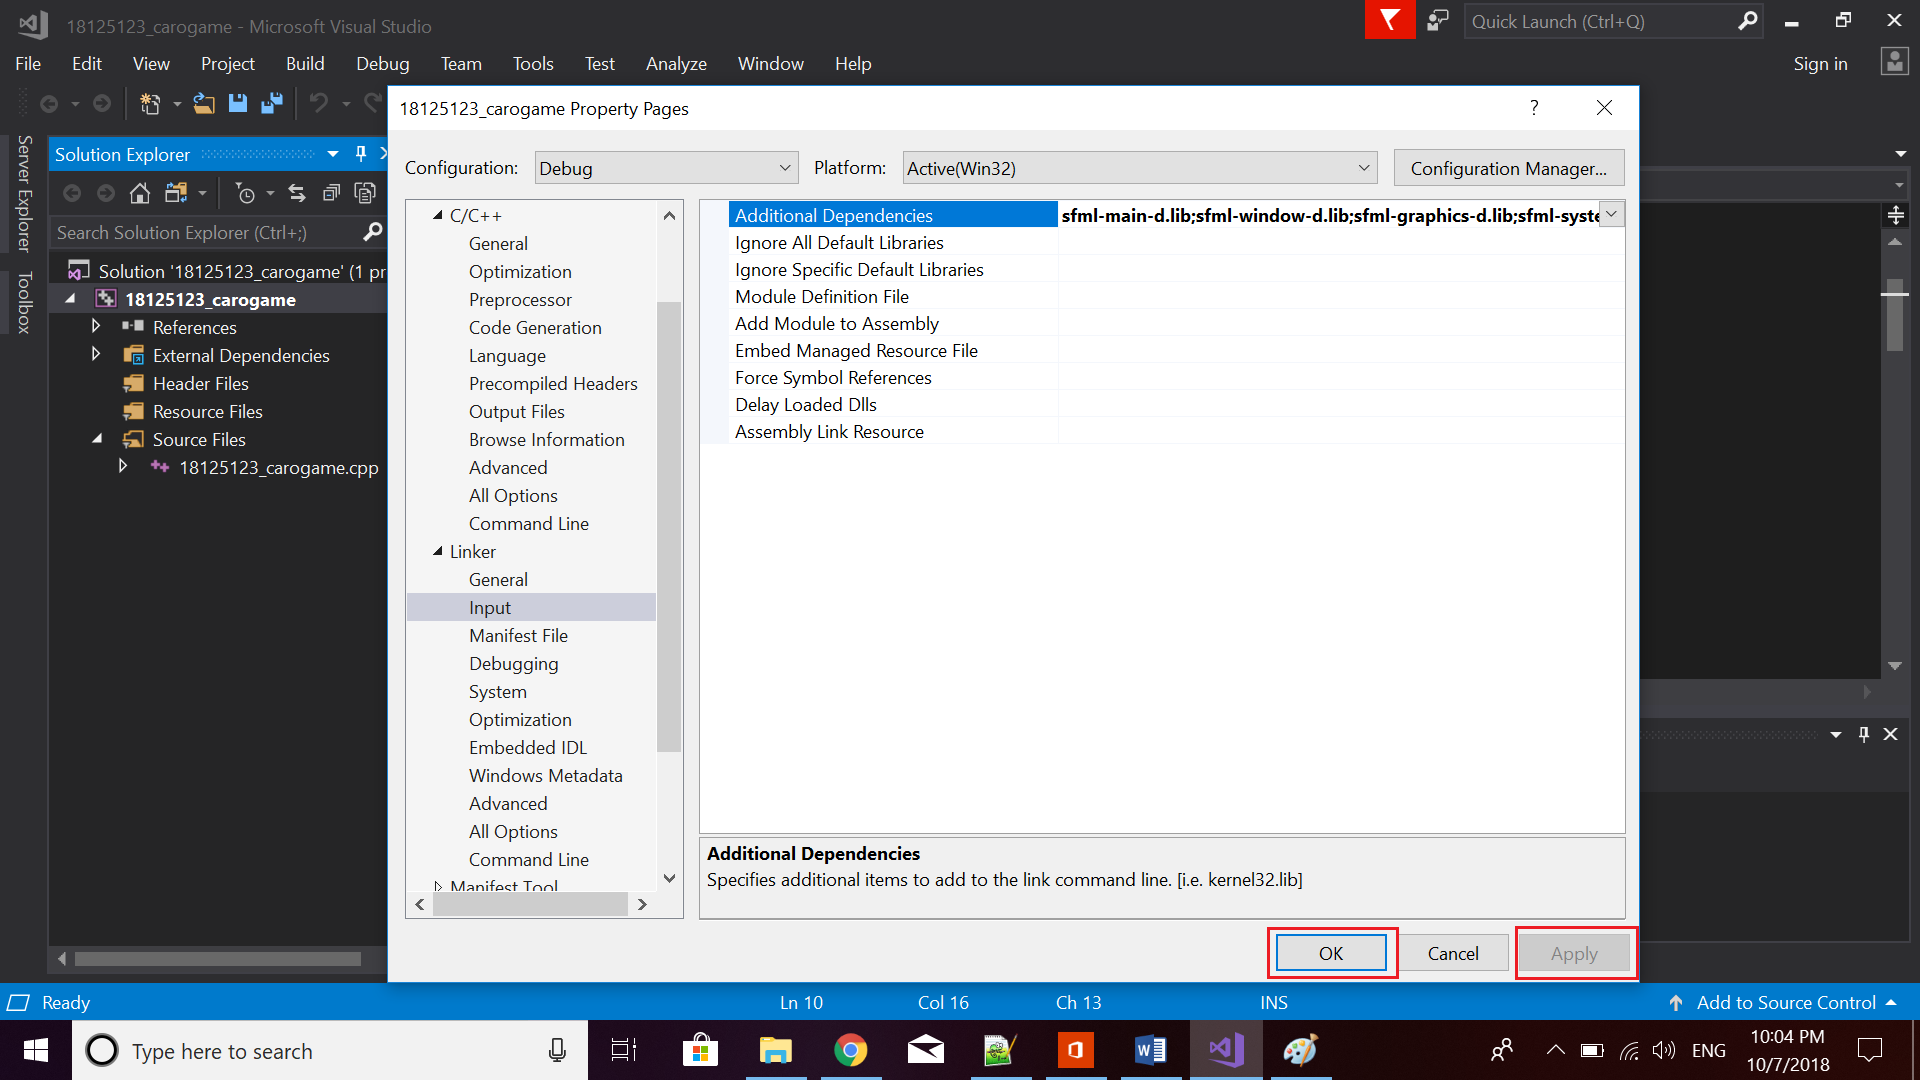 18125123_carogame - Microsoft Visual Studio
Quick Launch (Ctrl+Q)
File Edit View Project Build Debug Team Tools Test Analyze Window Help
Sign in
Server Explorer
Toolbox
Solution Explorer
Search Solution Explorer (Ctrl+;)
Solution '18125123_carogame' (1 pr
18125123_carogame
References
External Dependencies
Header Files
Resource Files
Source Files
18125123_carogame.cpp
18125123_carogame Property Pages
?
Configuration: Debug Platform: Active(Win32) Configuration Manager...
C/C++
General
Optimization
Preprocessor
Code Generation
Language
Precompiled Headers
Output Files
Browse Information
Advanced
All Options
Command Line
Linker
General
Input
Manifest File
Debugging
System
Optimization
Embedded IDL
Windows Metadata
Advanced
All Options
Command Line
Manifest Tool
Additional Dependencies sfml-main-d.lib;sfml-window-d.lib;sfml-graphics-d.lib;sfml-syste
Ignore All Default Libraries
Ignore Specific Default Libraries
Module Definition File
Add Module to Assembly
Embed Managed Resource File
Force Symbol References
Delay Loaded Dlls
Assembly Link Resource
Additional Dependencies
Specifies additional items to add to the link command line. [i.e. kernel32.lib]
OK Cancel Apply
Ready Ln 10 Col 16 Ch 13 INS Add to Source Control
Type here to search
ENG
10:04 PM
10/7/2018